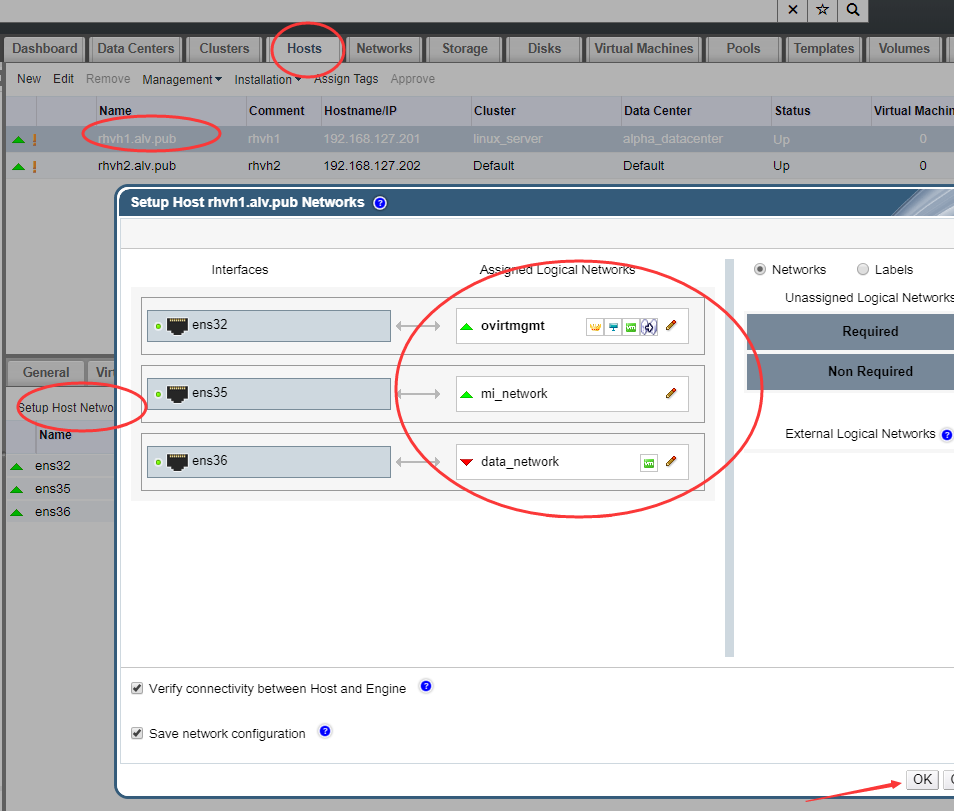 Dashboard Data Centers Clusters Hosts Networks Storage Disks Virtual Machines Pools Templates Volumes
New Edit Remove Management Installation Assign Tags Approve
Name Comment Hostname/IP Cluster Data Center Status Virtual Machin
rhvh1.alv.pub rhvh1 192.168.127.201 linux_server alpha_datacenter Up 0
rhvh2.alv.pub rhvh2 192.168.127.202 Default Default Up 0
Setup Host rhvh1.alv.pub Networks ?
Interfaces Assigned Logical Networks
Networks Labels
Unassigned Logical Networks
ens32 ovirtmgmt vm
Required
Non Required
ens35 mi_network
External Logical Networks ?
ens36 data_network vm
General Vir
Setup Host Netwo
Name
ens32
ens35
ens36
Verify connectivity between Host and Engine ?
Save network configuration ?
OK